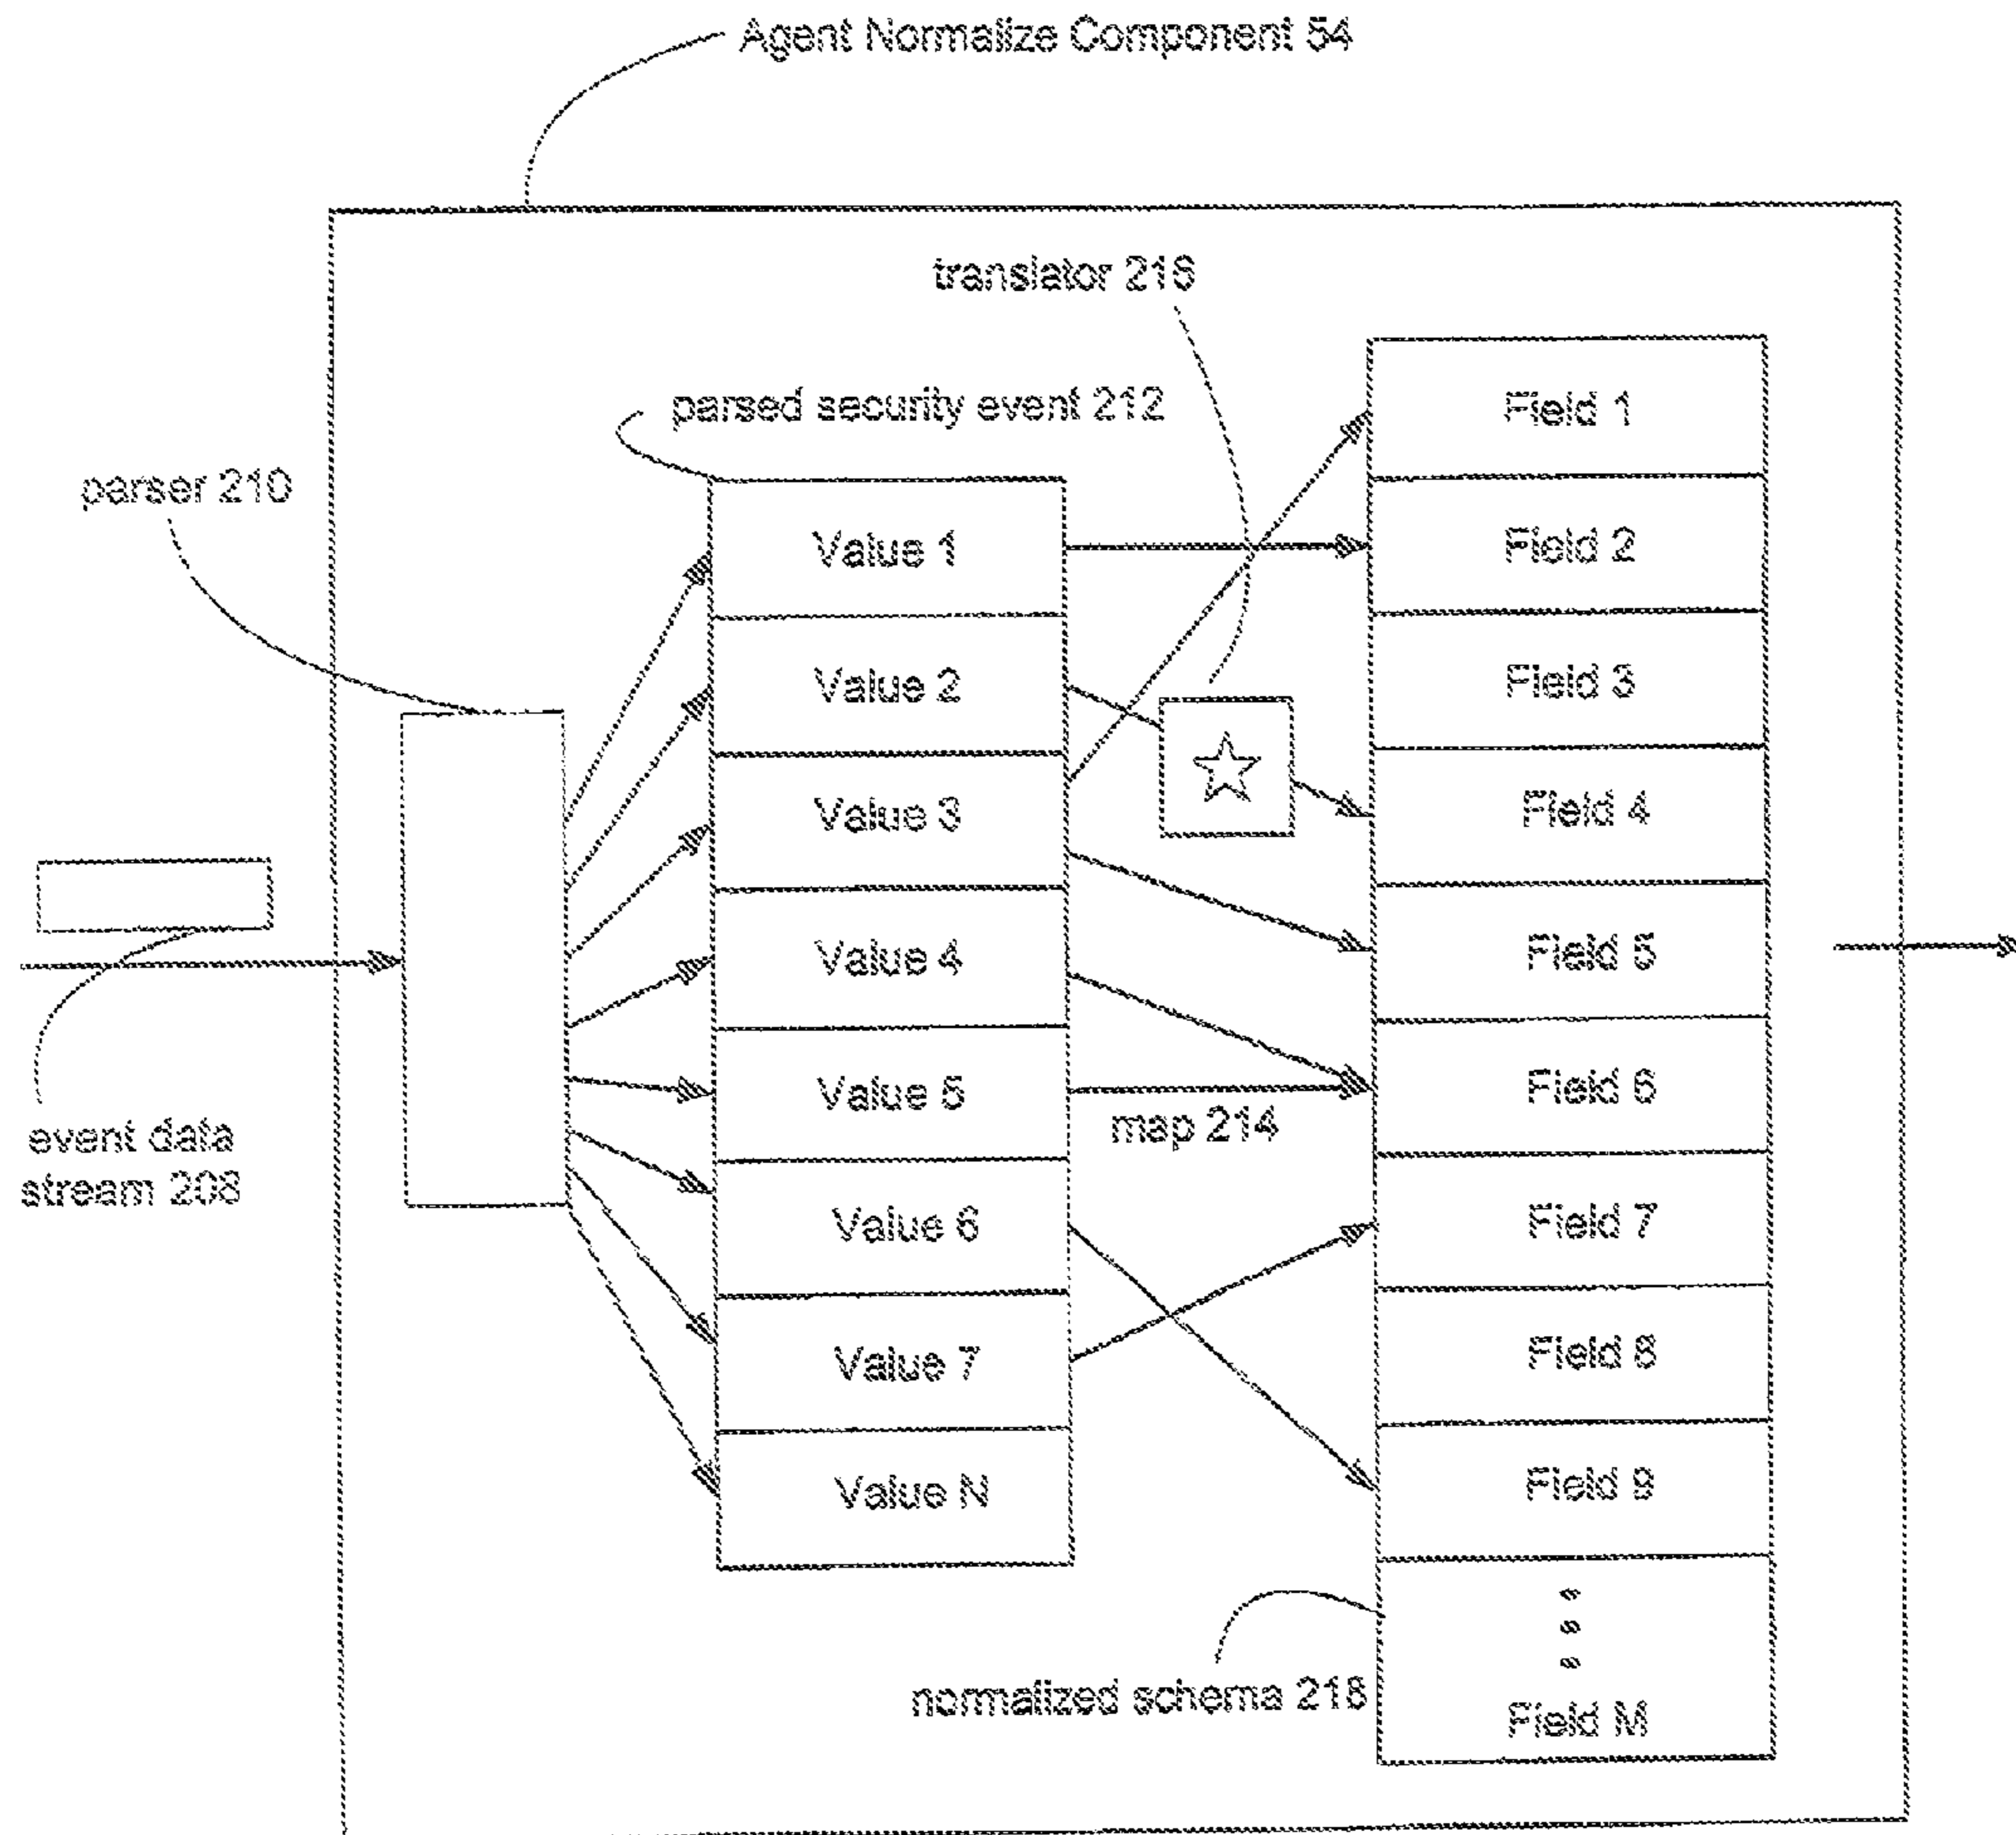 Agent Normalize Component 54
translator 216
parsed security event 212
parser 210
Field 1
Value 1
Field 2
Value 2
Field 3
Value 3
Field 4
Value 4
Field 5
Value 5
map 214
Field 6
event data
stream 208
Value 6
Field 7
Value 7
Field 8
Value N
Field 9
normalized schema 218
Field M